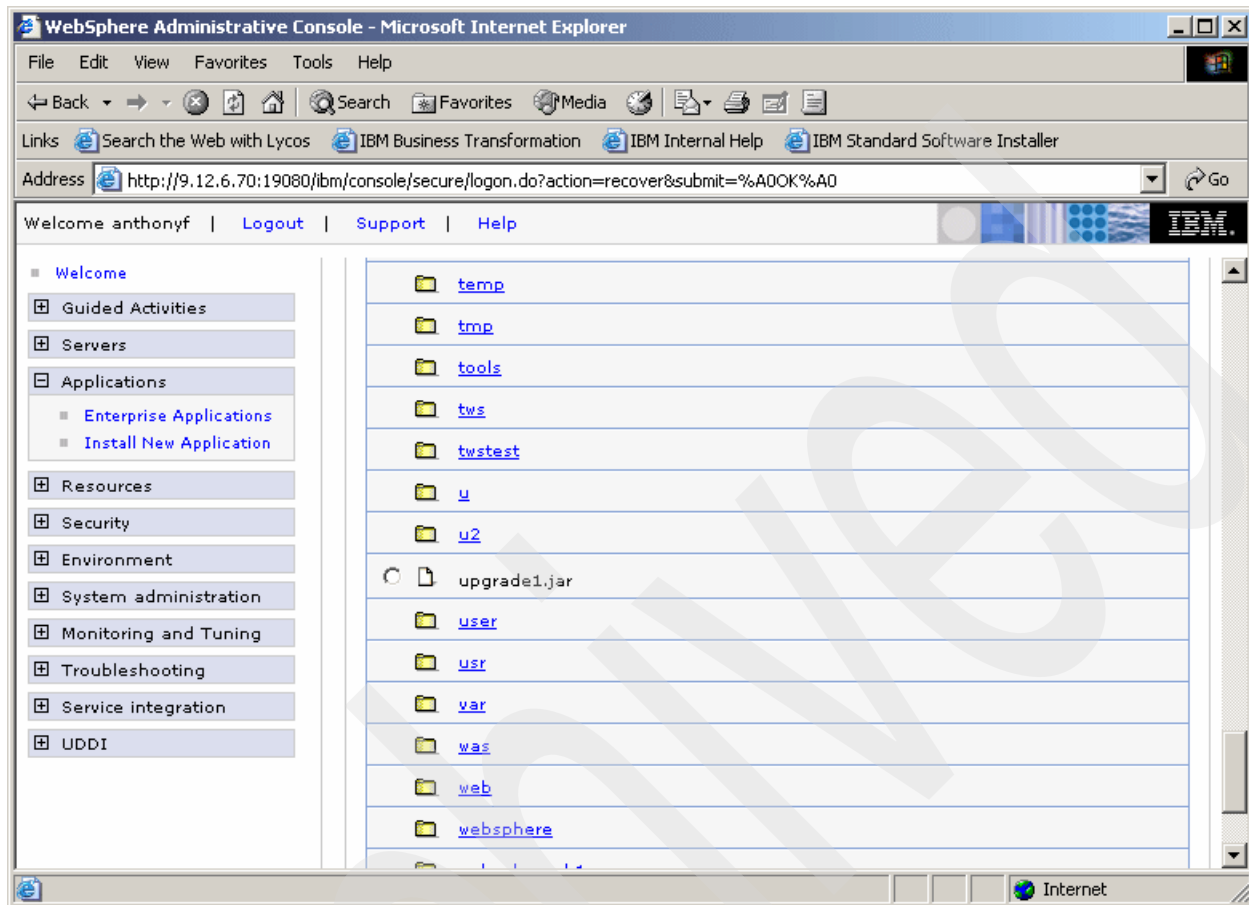 WebSphere Administrative Console - Microsoft Internet Explorer
File Edit View Favorites Tools Help
Back Search Favorites Media
Links Search the Web with Lycos IBM Business Transformation IBM Internal Help IBM Standard Software Installer
Address http://9.12.6.70:19080/ibm/console/secure/logon.do?action=recover&submit=%A0OK%A0 Go
Welcome anthonyf | Logout | Support | Help IBM.
Welcome
Guided Activities
Servers
Applications
Enterprise Applications
Install New Application
Resources
Security
Environment
System administration
Monitoring and Tuning
Troubleshooting
Service integration
UDDI
temp
tmp
tools
tws
twstest
u
u2
upgrade1.jar
user
usr
var
was
web
websphere
Internet